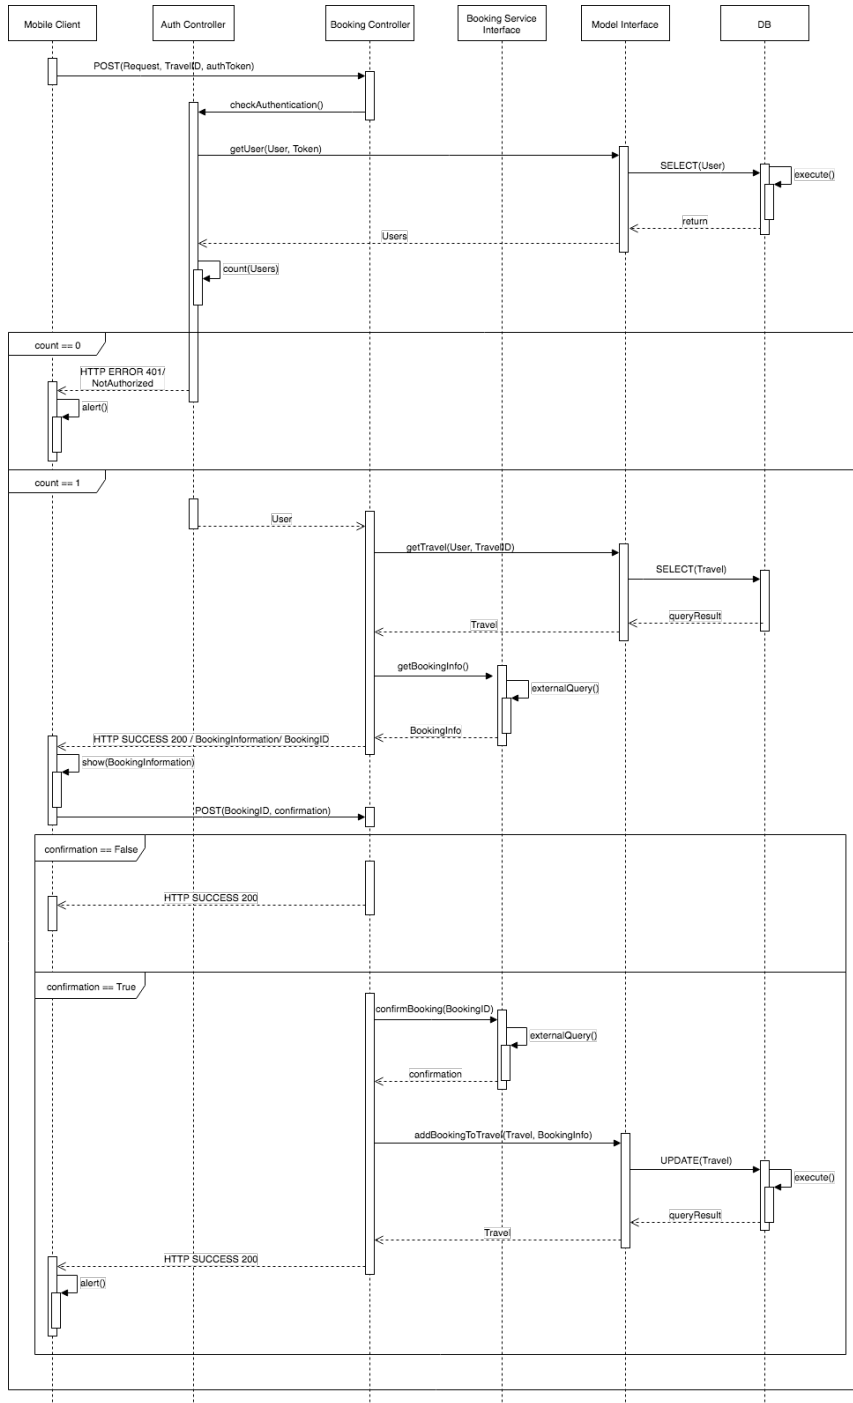 Mobile Client
Auth Controller
Booking Controller
Booking Service
Interface
Model Interface
DB
POST(Request, TravelID, authToken)
checkAuthentication()
getUser(User, Token)
SELECT(User)
execute()
return
Users
count(Users)
count == 0
HTTP ERROR 401/
NotAuthorized
alert()
count == 1
User
getTravel(User, TravelID)
SELECT(Travel)
queryResult
Travel
getBookingInfo()
externalQuery()
BookingInfo
HTTP SUCCESS 200 / BookingInformation/ BookingID
show(BookingInformation)
POST(BookingID, confirmation)
confirmation == False
HTTP SUCCESS 200
confirmation == True
confirmBooking(BookingID)
externalQuery()
confirmation
addBookingToTravel(Travel, BookingInfo)
UPDATE(Travel)
execute()
queryResult
Travel
HTTP SUCCESS 200
alert()